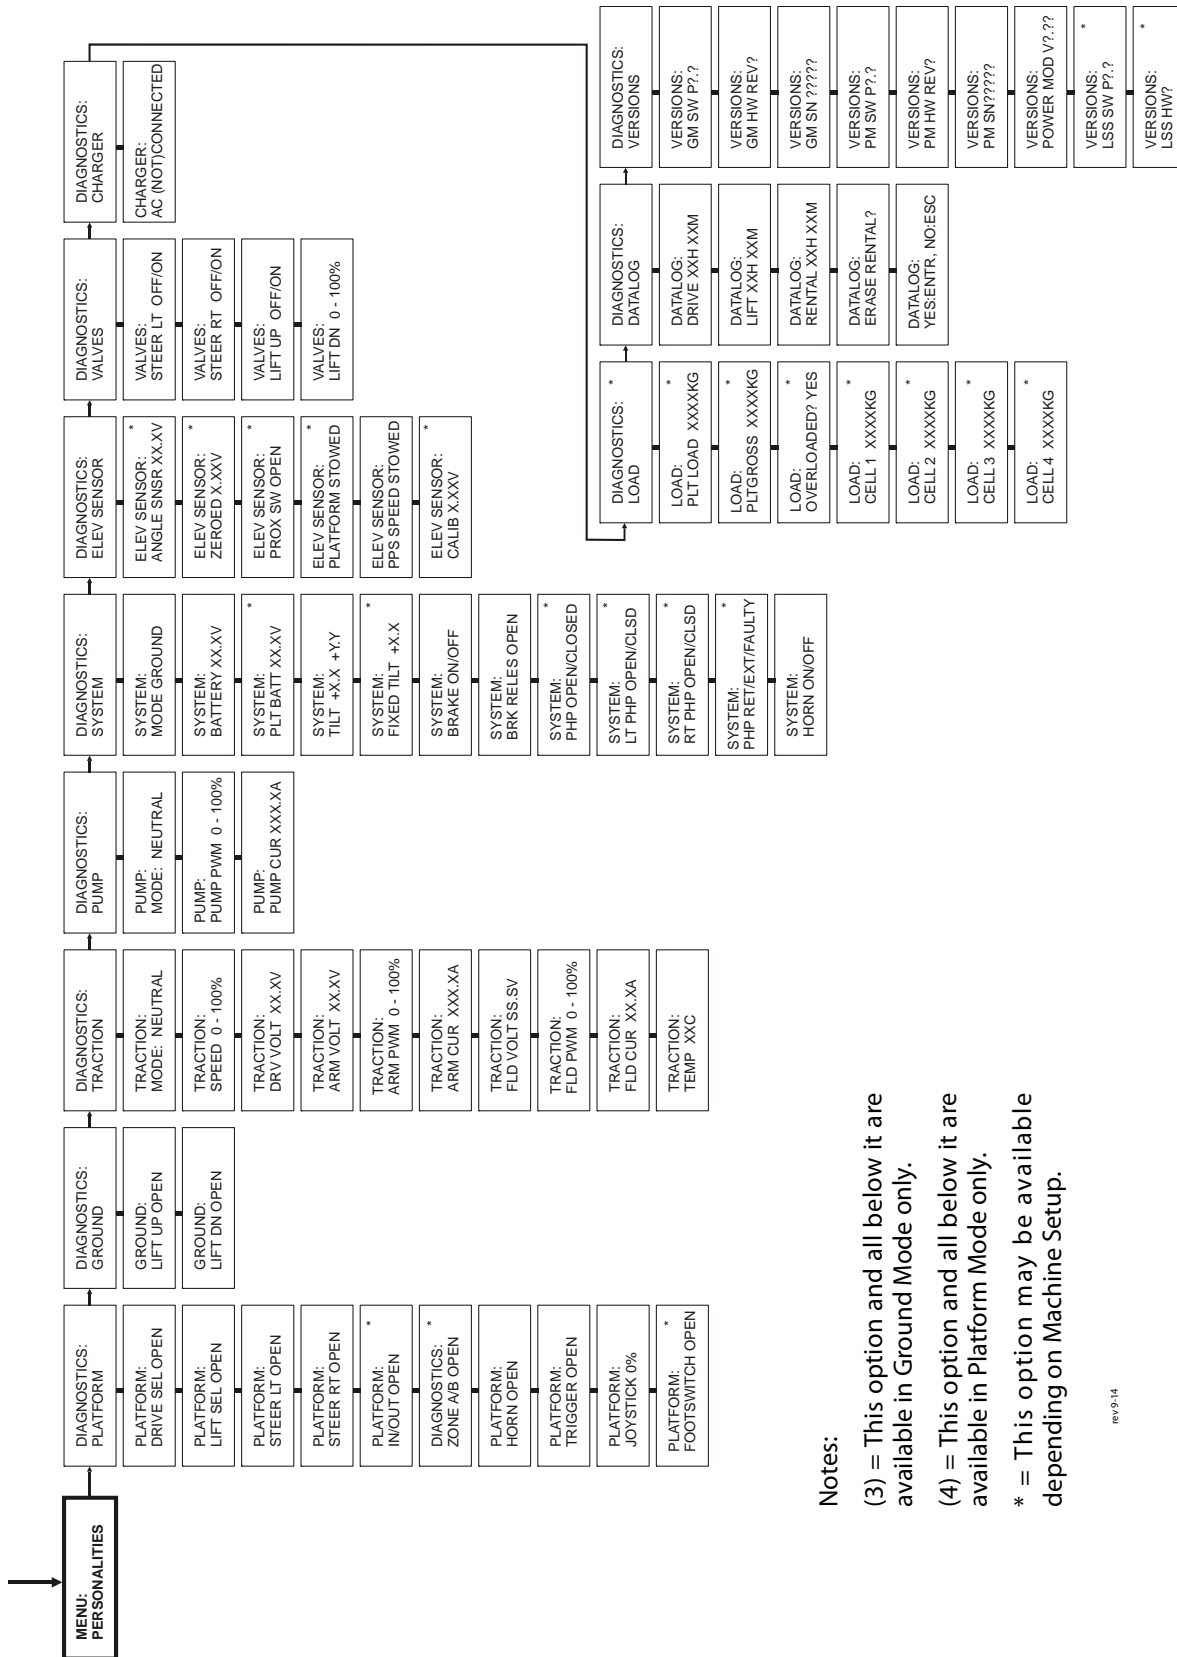 MENU:
PERSONALITIES
DIAGNOSTICS:
PLATFORM
PLATFORM:
DRIVE SEL OPEN
PLATFORM:
LIFT SEL OPEN
PLATFORM:
STEER LT OPEN
PLATFORM:
STEER RT OPEN
PLATFORM: *
IN/OUT OPEN
DIAGNOSTICS: *
ZONE A/B OPEN
PLATFORM:
HORN OPEN
PLATFORM:
TRIGGER OPEN
PLATFORM:
JOYSTICK 0%
PLATFORM: *
FOOTSWITCH OPEN
DIAGNOSTICS:
GROUND
GROUND:
LIFT UP OPEN
GROUND:
LIFT DN OPEN
DIAGNOSTICS:
TRACTION
TRACTION:
MODE: NEUTRAL
TRACTION:
SPEED 0 - 100%
TRACTION:
DRV VOLT XX.XV
TRACTION:
ARM VOLT XX.XV
TRACTION:
ARM PWM 0 - 100%
TRACTION:
ARM CUR XXX.XA
TRACTION:
FLD VOLT SS.SV
TRACTION:
FLD PWM 0 - 100%
TRACTION:
FLD CUR XX.XA
TRACTION:
TEMP XXC
DIAGNOSTICS:
PUMP
PUMP:
MODE: NEUTRAL
PUMP:
PUMP PWM 0 - 100%
PUMP:
PUMP CUR XXX.XA
DIAGNOSTICS:
SYSTEM
SYSTEM:
MODE GROUND
SYSTEM:
BATTERY XX.XV
SYSTEM: *
PLT BATT XX.XV
SYSTEM:
TILT +X.X +Y.Y
SYSTEM: *
FIXED TILT +X.X
SYSTEM:
BRAKE ON/OFF
SYSTEM:
BRK RELES OPEN
SYSTEM: *
PHP OPEN/CLOSED
SYSTEM: *
LT PHP OPEN/CLSD
SYSTEM: *
RT PHP OPEN/CLSD
SYSTEM: *
PHP RET/EXT/FAULTY
SYSTEM:
HORN ON/OFF
DIAGNOSTICS:
ELEV SENSOR
ELEV SENSOR: *
ANGLE SNSR XX.XV
ELEV SENSOR: *
ZEROED X.XXV
ELEV SENSOR: *
PROX SW OPEN
ELEV SENSOR: *
PLATFORM STOWED
ELEV SENSOR:
PPS SPEED STOWED
ELEV SENSOR: *
CALIB X.XXV
DIAGNOSTICS:
VALVES
VALVES:
STEER LT OFF/ON
VALVES:
STEER RT OFF/ON
VALVES:
LIFT UP OFF/ON
VALVES:
LIFT DN 0 - 100%
DIAGNOSTICS:
CHARGER
CHARGER:
AC (NOT)CONNECTED
DIAGNOSTICS: *
LOAD
LOAD: *
PLT LOAD XXXXKG
LOAD: *
PLTGROSS XXXXKG
LOAD: *
OVERLOADED? YES
LOAD: *
CELL 1 XXXXKG
LOAD: *
CELL 2 XXXXKG
LOAD: *
CELL 3 XXXXKG
LOAD: *
CELL 4 XXXXKG
DIAGNOSTICS:
DATALOG
DATALOG:
DRIVE XXH XXM
DATALOG:
LIFT XXH XXM
DATALOG:
RENTAL XXH XXM
DATALOG:
ERASE RENTAL?
DATALOG:
YES:ENTR, NO:ESC
DIAGNOSTICS:
VERSIONS
VERSIONS:
GM SW P?.?
VERSIONS:
GM HW REV?
VERSIONS:
GM SN ?????
VERSIONS:
PM SW P?.?
VERSIONS:
PM HW REV?
VERSIONS:
PM SN?????
VERSIONS:
POWER MOD V?.??
VERSIONS: *
LSS SW P?.?
VERSIONS: *
LSS HW?
Notes:
(3) = This option and all below it are
available in Ground Mode only.
(4) = This option and all below it are
available in Platform Mode only.
* = This option may be available
depending on Machine Setup.
rev 9-14